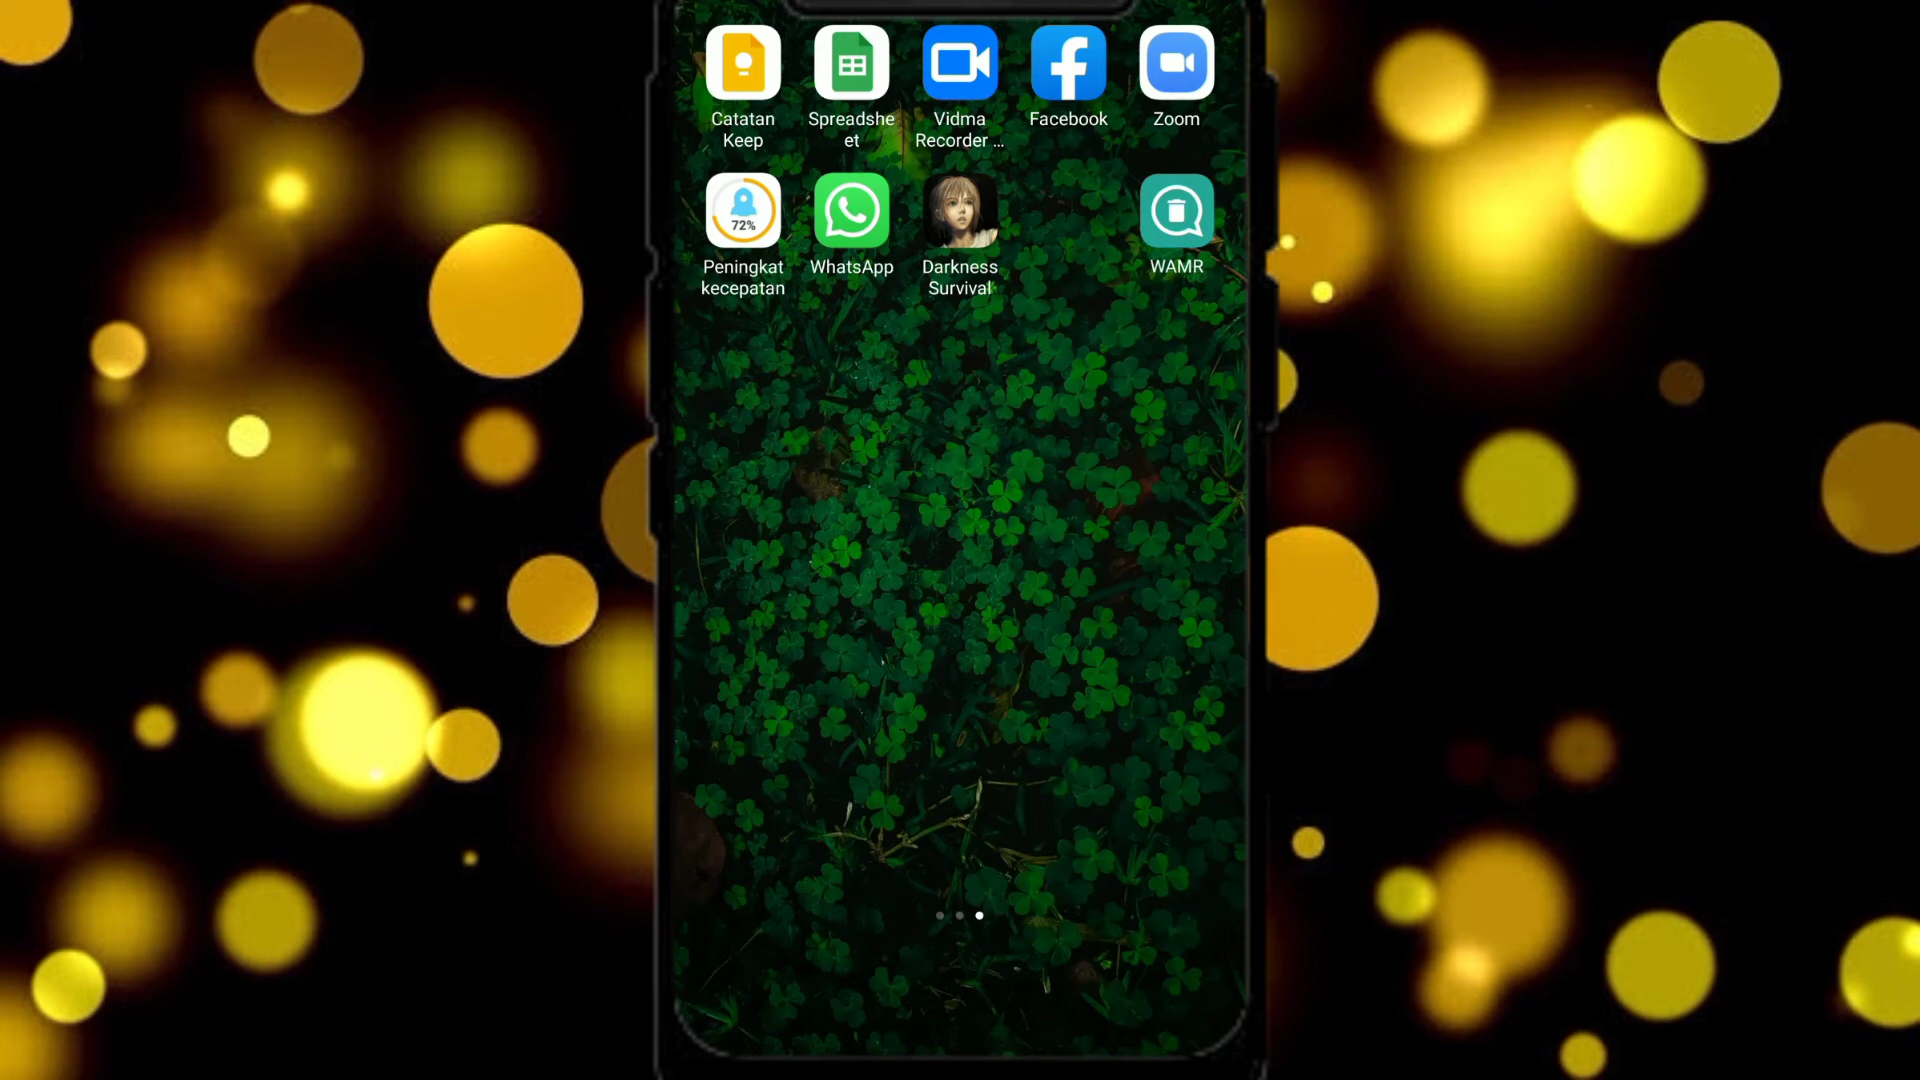 Catatan
Keep
Spreadshe
et
Vidma
Recorder ...
Facebook
Zoom
72%
Peningkat
kecepatan
WhatsApp
Darkness
Survival
WAMR